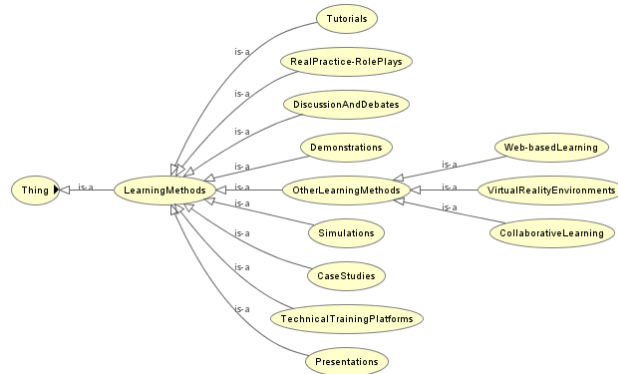 Tutorials
is-a
RealPractice-RolePlays
is-a
DiscussionAndDebates
is-a
Demonstrations
Web-basedLearning
is-a
is-a
Thing
is-a
LearningMethods
is-a
OtherLearningMethods
is-a
VirtualRealityEnvironments
is-a
is-a
Simulations
CollaborativeLearning
is-a
CaseStudies
is-a
TechnicalTrainingPlatforms
is-a
Presentations